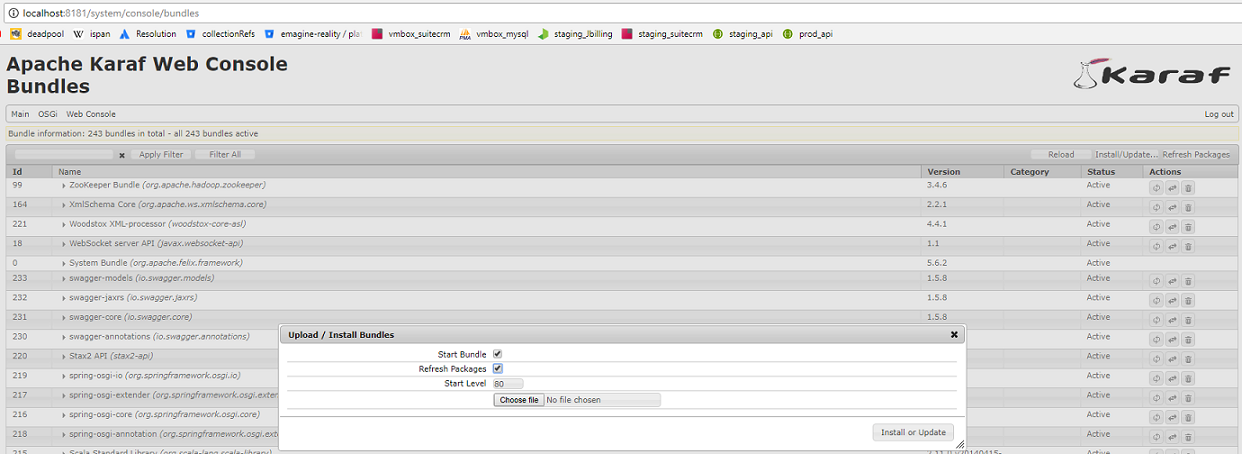 localhost:8181/system/console/bundles
deadpool ispan Resolution collectionRefs emagine-reality / plat vmbox_suitecrm vmbox_mysql staging_Jbilling staging_suitecrm staging_api prod_api
Apache Karaf Web Console
Bundles
Karaf
Main OSGi Web Console Log out
Bundle information: 243 bundles in total - all 243 bundles active
Apply Filter Filter All Reload Install/Update... Refresh Packages
Id Name Version Category Status Actions
99 ZooKeeper Bundle (org.apache.hadoop.zookeeper) 3.4.6 Active
164 XmlSchema Core (org.apache.ws.xmlschema.core) 2.2.1 Active
221 Woodstox XML-processor (woodstox-core-asl) 4.4.1 Active
18 WebSocket server API (javax.websocket-api) 1.1 Active
0 System Bundle (org.apache.felix.framework) 5.6.2 Active
233 swagger-models (io.swagger.models) 1.5.8 Active
232 swagger-jaxrs (io.swagger.jaxrs) 1.5.8 Active
231 swagger-core (io.swagger.core) 1.5.8 Active
230 swagger-annotations (io.swagger.annotations) Active
220 Stax2 API (stax2-api) Active
219 spring-osgi-io (org.springframework.osgi.io) Active
217 spring-osgi-extender (org.springframework.osgi.exten Active
216 spring-osgi-core (org.springframework.osgi.core) Active
218 spring-osgi-annotation (org.springframework.osgi.ext Active
215 Scala Standard Library (org.scala-lang.scala-library) Active
Upload / Install Bundles
Start Bundle
Refresh Packages
Start Level 80
Choose file No file chosen
Install or Update